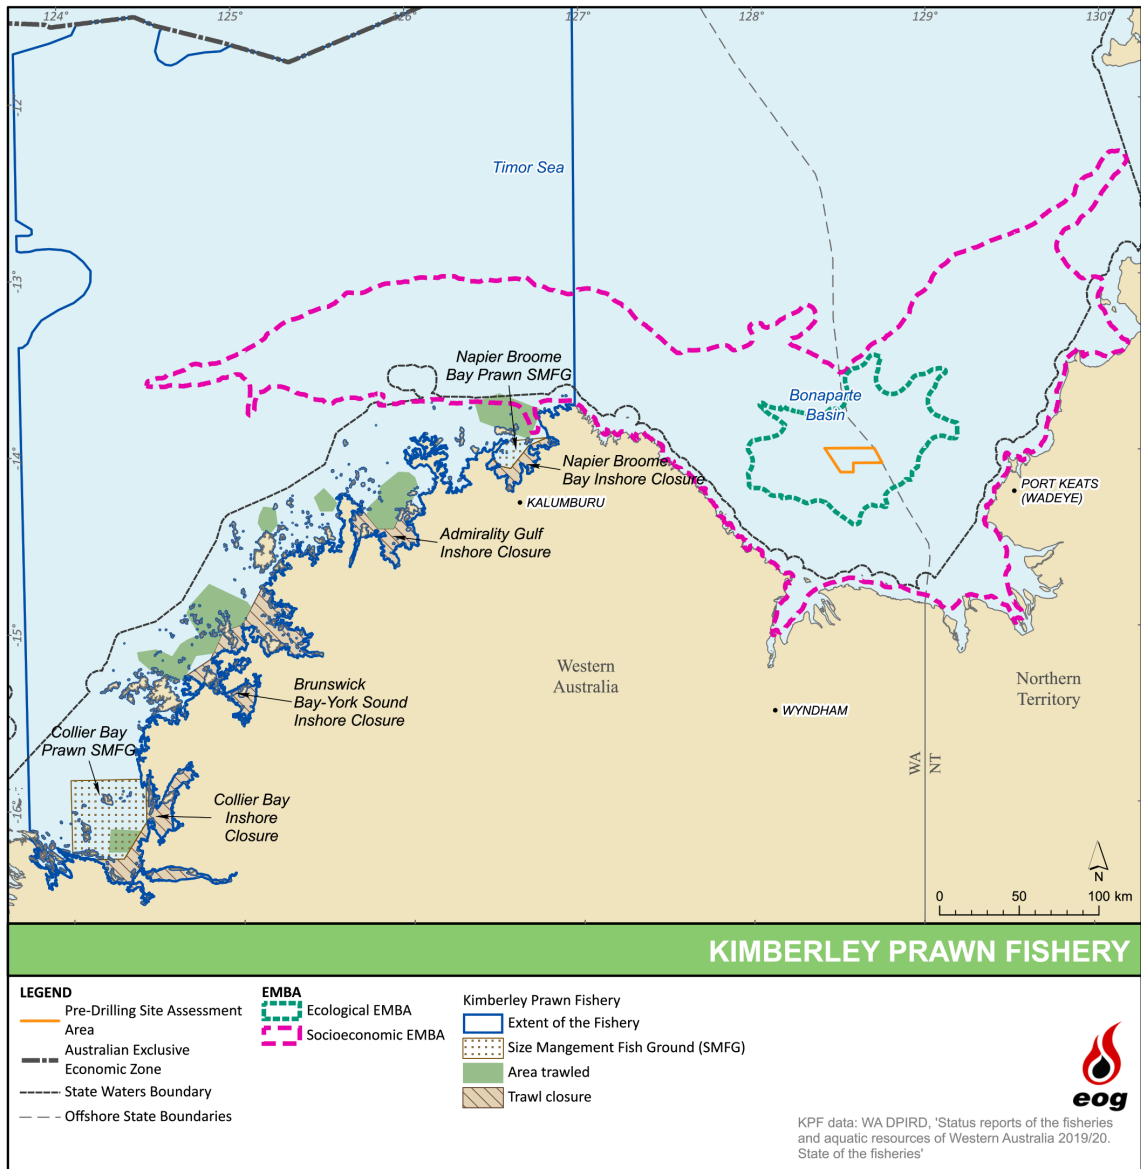 124°
125°
126°
127°
128°
129°
130°
-12°
-13°
-14°
-15°
-16°
Timor Sea
Napier Broome
Bay Prawn SMFG
Bonaparte
Basin
Napier Broome
Bay Inshore Closure
KALUMBURU
PORT KEATS
(WADEYE)
Admirality Gulf
Inshore Closure
Western
Australia
Northern
Territory
Brunswick
Bay-York Sound
Inshore Closure
WYNDHAM
Collier Bay
Prawn SMFG
WA
NT
Collier Bay
Inshore
Closure
N
0 50 100 km
KIMBERLEY PRAWN FISHERY
LEGEND
Pre-Drilling Site Assessment
Area
Australian Exclusive
Economic Zone
State Waters Boundary
Offshore State Boundaries
EMBA
Ecological EMBA
Socioeconomic EMBA
Kimberley Prawn Fishery
Extent of the Fishery
Size Mangement Fish Ground (SMFG)
Area trawled
Trawl closure
eog
KPF data: WA DPIRD, 'Status reports of the fisheries
and aquatic resources of Western Australia 2019/20.
State of the fisheries'